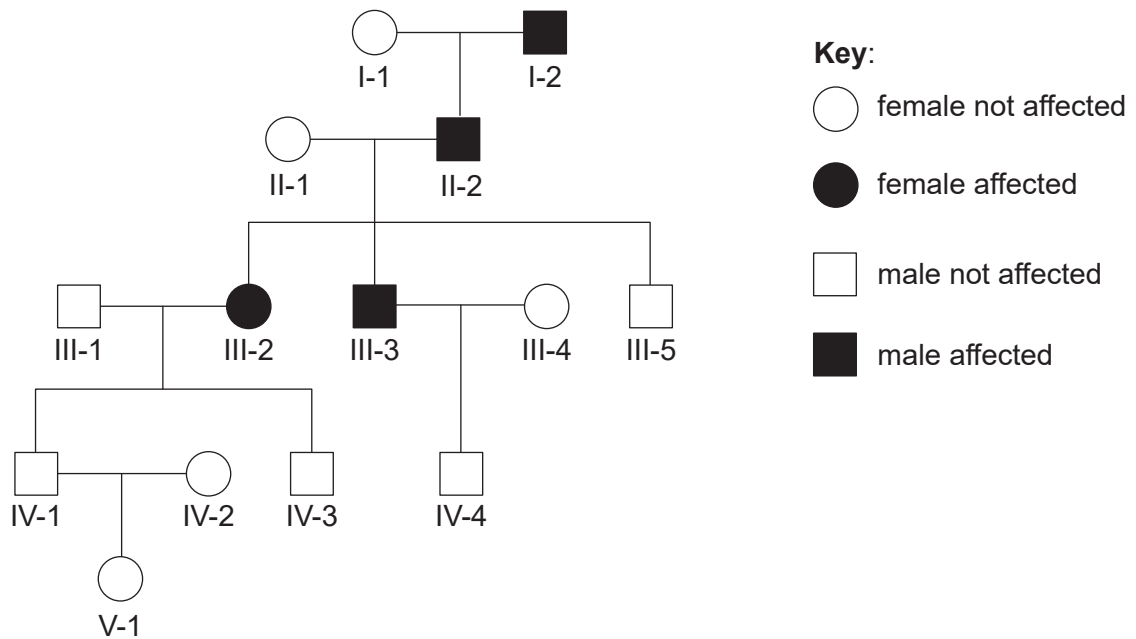 I-1 I-2
II-1 II-2
III-1 III-2 III-3 III-4 III-5
IV-1 IV-2 IV-3 IV-4
V-1
Key:
female not affected
female affected
male not affected
male affected